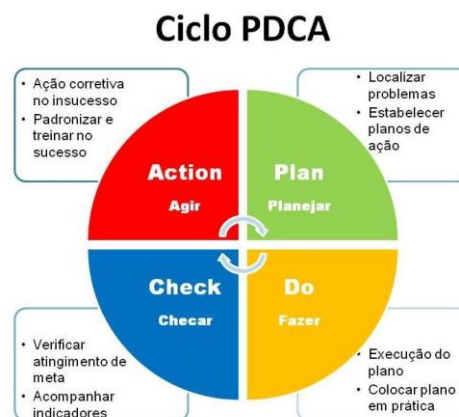 Ciclo PDCA
• Ação corretiva
no insucesso
• Padronizar e
treinar no
sucesso
• Localizar
problemas
• Estabelecer
planos de
ação
Action
Agir
Plan
Planejar
Check
Checar
Do
Fazer
• Verificar
atingimento de
meta
• Acompanhar
indicadores
• Execução do
plano
• Colocar plano
em prática